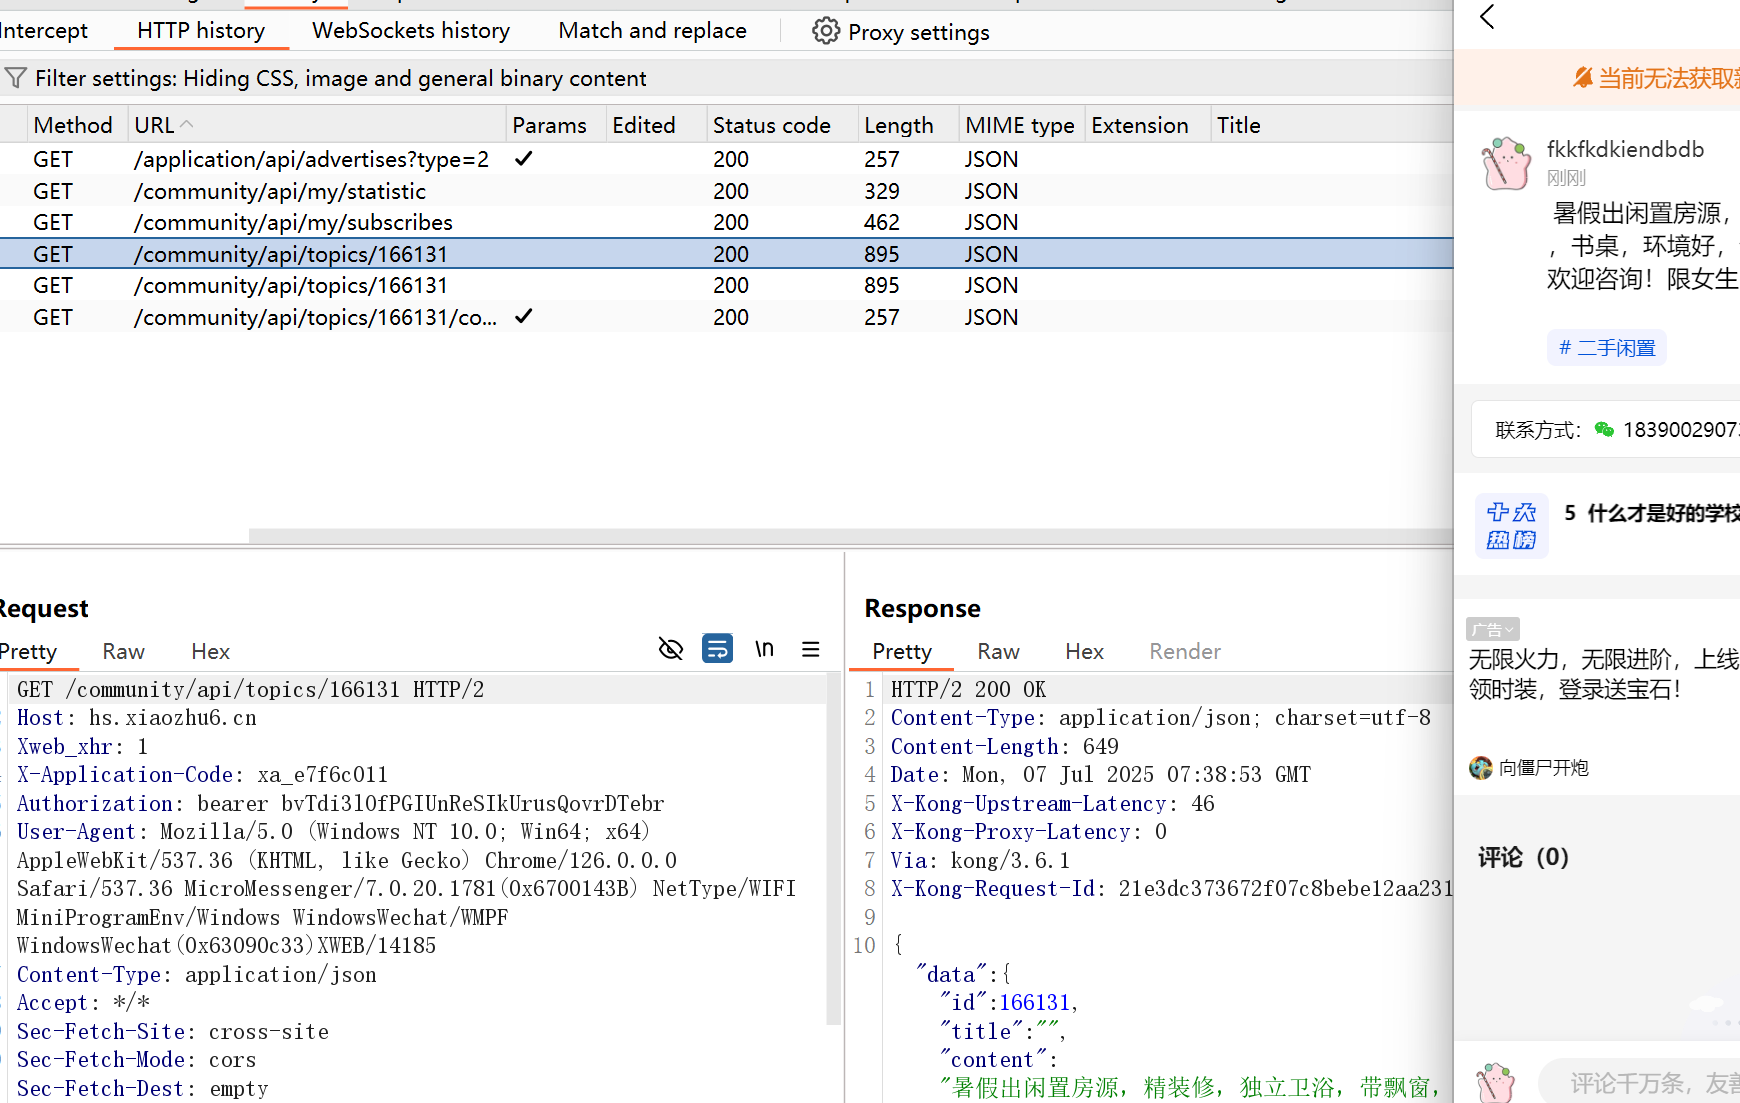 Intercept HTTP history WebSockets history Match and replace Proxy settings
Filter settings: Hiding CSS, image and general binary content
Method URL Params Edited Status code Length MIME type Extension Title
GET /application/api/advertises?type=2 ✓ 200 257 JSON
GET /community/api/my/statistic 200 329 JSON
GET /community/api/my/subscribes 200 462 JSON
GET /community/api/topics/166131 200 895 JSON
GET /community/api/topics/166131 200 895 JSON
GET /community/api/topics/166131/co... ✓ 200 257 JSON
Request
Pretty Raw Hex \n
GET /community/api/topics/166131 HTTP/2
Host: hs.xiaozhu6.cn
Xweb_xhr: 1
X-Application-Code: xa_e7f6c011
Authorization: bearer bvTdi3l0fPGIUnReSIkUrusQovrDTebr
User-Agent: Mozilla/5.0 (Windows NT 10.0; Win64; x64)
AppleWebKit/537.36 (KHTML, like Gecko) Chrome/126.0.0.0
Safari/537.36 MicroMessenger/7.0.20.1781(0x6700143B) NetType/WIFI
MiniProgramEnv/Windows WindowsWechat/WMPF
WindowsWechat(0x63090c33)XWEB/14185
Content-Type: application/json
Accept: */*
Sec-Fetch-Site: cross-site
Sec-Fetch-Mode: cors
Sec-Fetch-Dest: empty
Response
Pretty Raw Hex Render
1 HTTP/2 200 OK
2 Content-Type: application/json; charset=utf-8
3 Content-Length: 649
4 Date: Mon, 07 Jul 2025 07:38:53 GMT
5 X-Kong-Upstream-Latency: 46
6 X-Kong-Proxy-Latency: 0
7 Via: kong/3.6.1
8 X-Kong-Request-Id: 21e3dc373672f07c8bebe12aa231
9
10 {
"data":{
"id":166131,
"title":"",
"content":
"暑假出闲置房源，精装修，独立卫浴，带飘窗，
当前无法获取
fkkfkdkiendbdb
刚刚
暑假出闲置房源，
，书桌，环境好，
欢迎咨询！限女生
# 二手闲置
联系方式： 1839002907
十大
热榜
5 什么才是好的学校
广告
无限火力，无限进阶，上线
领时装，登录送宝石！
向僵尸开炮
评论（0）
评论千万条，友善